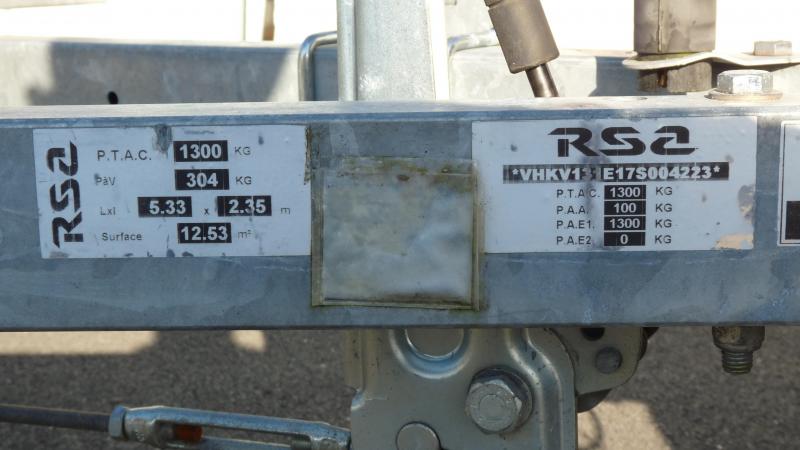 RSA
P.T.A.C. 1300 KG
PàV 304 KG
Lxl 5.33 x 2.35 m
Surface 12.53 m²
RSA
P.T.A.C. 1300 KG
P.A.A. 100 KG
P.A.E1. 1300 KG
P.A.E2. 0 KG